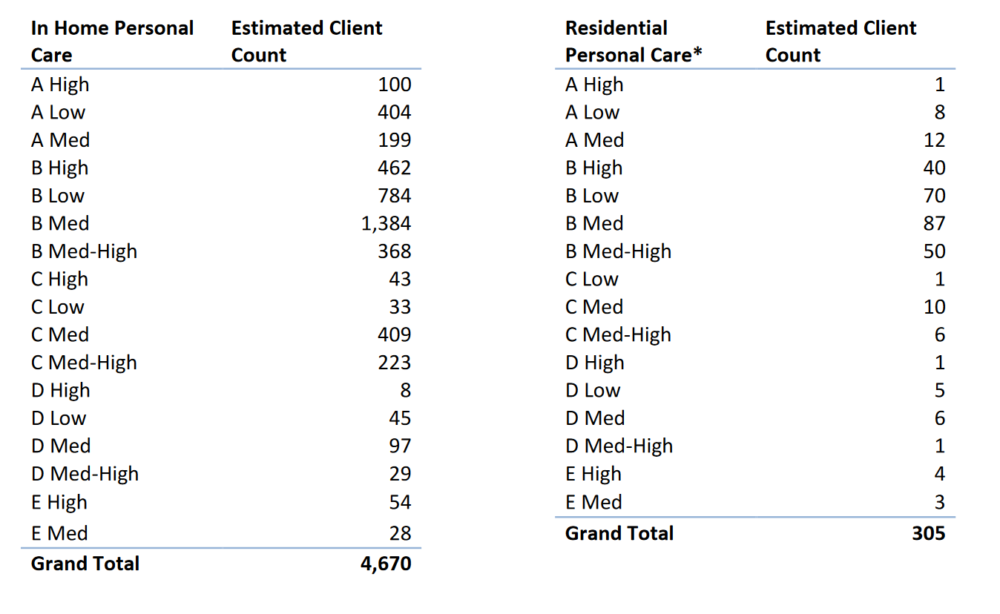 In Home Personal Care Estimated Client Count
A High 100
A Low 404
A Med 199
B High 462
B Low 784
B Med 1,384
B Med-High 368
C High 43
C Low 33
C Med 409
C Med-High 223
D High 8
D Low 45
D Med 97
D Med-High 29
E High 54
E Med 28
Grand Total 4,670
Residential Personal Care* Estimated Client Count
A High 1
A Low 8
A Med 12
B High 40
B Low 70
B Med 87
B Med-High 50
C Low 1
C Med 10
C Med-High 6
D High 1
D Low 5
D Med 6
D Med-High 1
E High 4
E Med 3
Grand Total 305